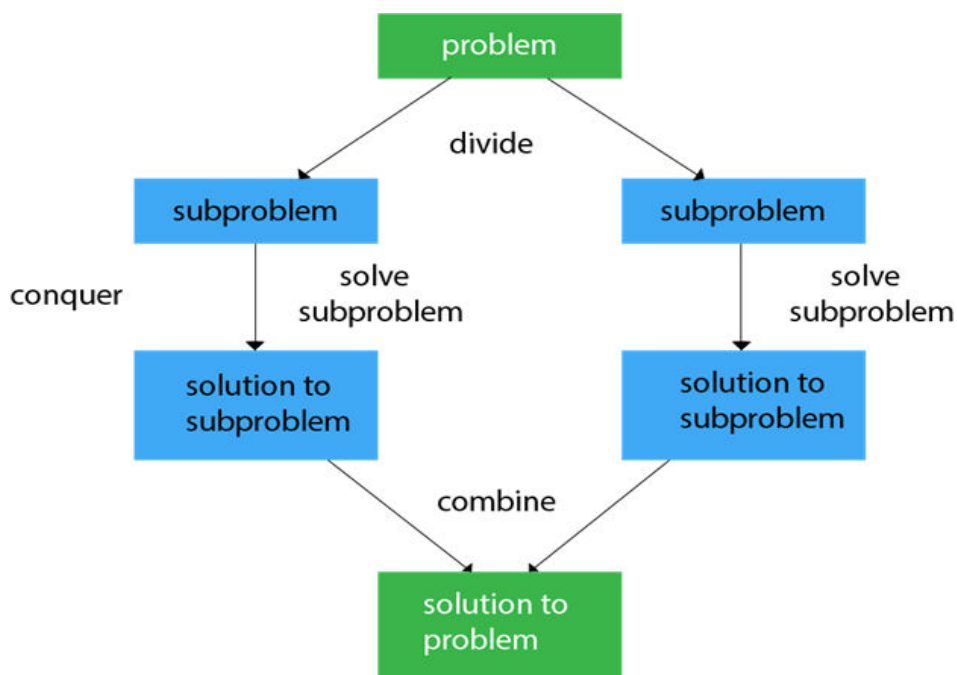 problem
divide
subproblem
subproblem
conquer
solve
subproblem
solve
subproblem
solution to
subproblem
solution to
subproblem
combine
solution to
problem